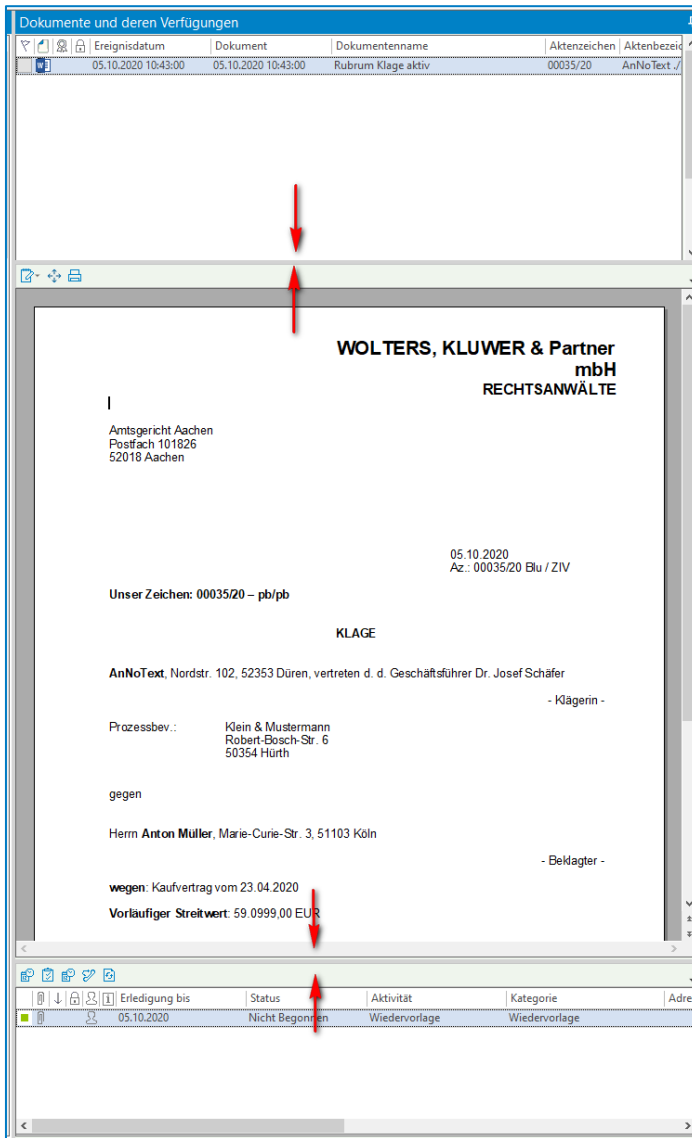 Dokumente und deren Verfügungen
Ereignisdatum Dokument Dokumentenname Aktenzeichen Aktenbezeic
05.10.2020 10:43:00 05.10.2020 10:43:00 Rubrum Klage aktiv 00035/20 AnNoText ./
WOLTERS, KLUWER & Partner
mbH
RECHTSANWÄLTE
Amtsgericht Aachen
Postfach 101826
52018 Aachen
05.10.2020
Az.: 00035/20 Blu / ZIV
Unser Zeichen: 00035/20 – pb/pb
KLAGE
AnNoText, Nordstr. 102, 52353 Düren, vertreten d. d. Geschäftsführer Dr. Josef Schäfer
- Klägerin -
Prozessbev.: Klein & Mustermann
Robert-Bosch-Str. 6
50354 Hürth
gegen
Herrn Anton Müller, Marie-Curie-Str. 3, 51103 Köln
- Beklagter -
wegen: Kaufvertrag vom 23.04.2020
Vorläufiger Streitwert: 59.0999,00 EUR
Erledigung bis Status Aktivität Kategorie Adre
05.10.2020 Nicht Begonnen Wiedervorlage Wiedervorlage